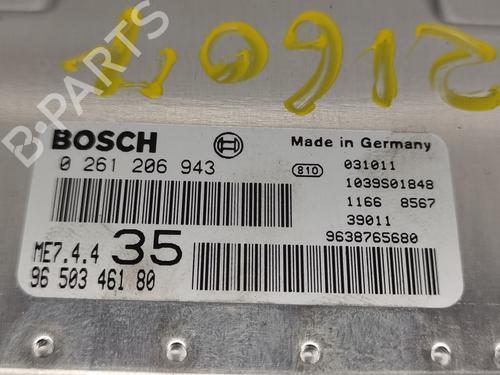 B-PARTS
BOSCH
0 261 206 943
ME7.4.4 35
96 503 461 80
Made in Germany
810 031011
1039S01848
1166 8567
39011
9638765680